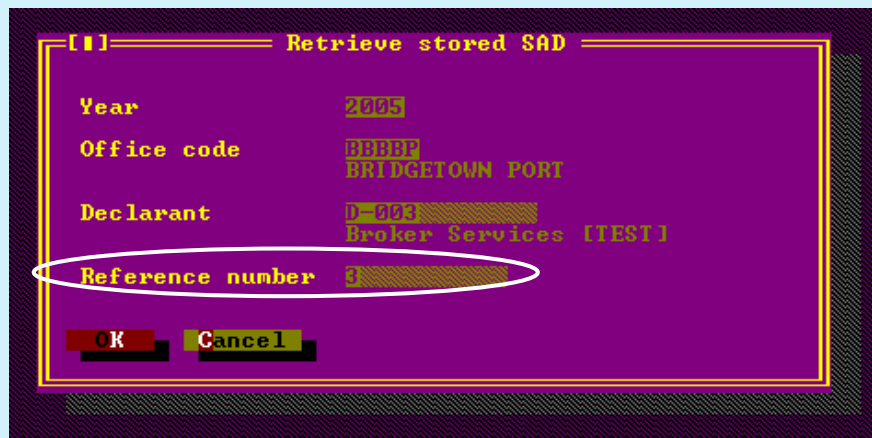 [▮] Retrieve stored SAD
Year 2005
Office code BBBBP
BRIDGETOWN PORT
Declarant D-003
Broker Services [TEST]
Reference number 3
OK Cancel